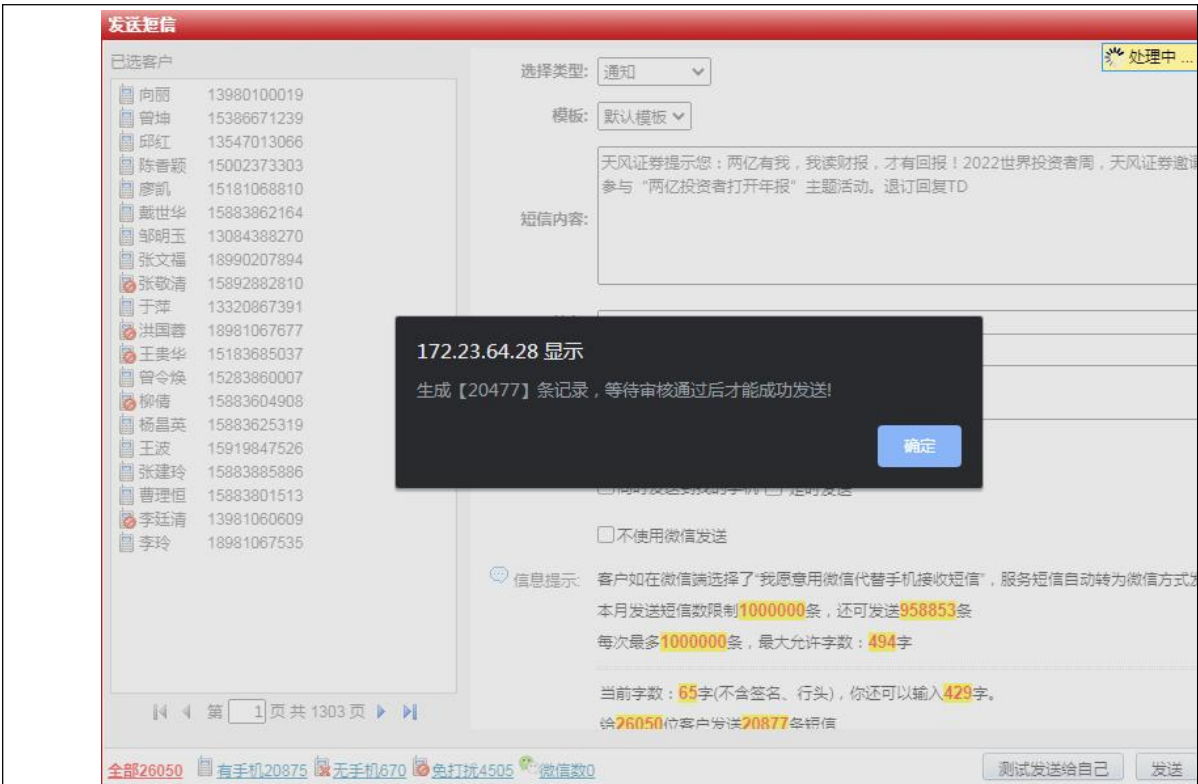 发送短信
已选客户
向丽 13980100019
曾坤 15386671239
邱红 13547013066
陈香颖 15002373303
廖凯 15181068810
戴世华 15883862164
邹明玉 13084388270
张文福 18990207894
张敬清 15892882810
于萍 13320867391
洪国蓉 18981067677
王贵华 15183685037
曾令焕 15283860007
柳倩 15883604908
杨昌英 15883625319
王波 15919847526
张建玲 15883885886
曹理恒 15883801513
李廷清 13981060609
李玲 18981067535
第 1 页共 1303 页
处理中 ...
选择类型: 通知
模板: 默认模板
短信内容:
天风证券提示您：两亿有我，我读财报，才有回报！2022世界投资者周，天风证券邀请
参与“两亿投资者打开年报”主题活动。退订回复TD
172.23.64.28 显示
生成【20477】条记录，等待审核通过后才能成功发送!
确定
同时发送到我的手机 定时发送
不使用微信发送
信息提示: 客户如在微信端选择了“我愿意用微信代替手机接收短信”，服务短信自动转为微信方式发
本月发送短信数限制1000000条，还可发送958853条
每次最多1000000条，最大允许字数：494字
当前字数：65字(不含签名、行头)，你还可以输入429字。
给26050位客户发送20877条短信
全部26050 有手机20875 无手机670 免打扰4505 微信数0
测试发送给自己 发送